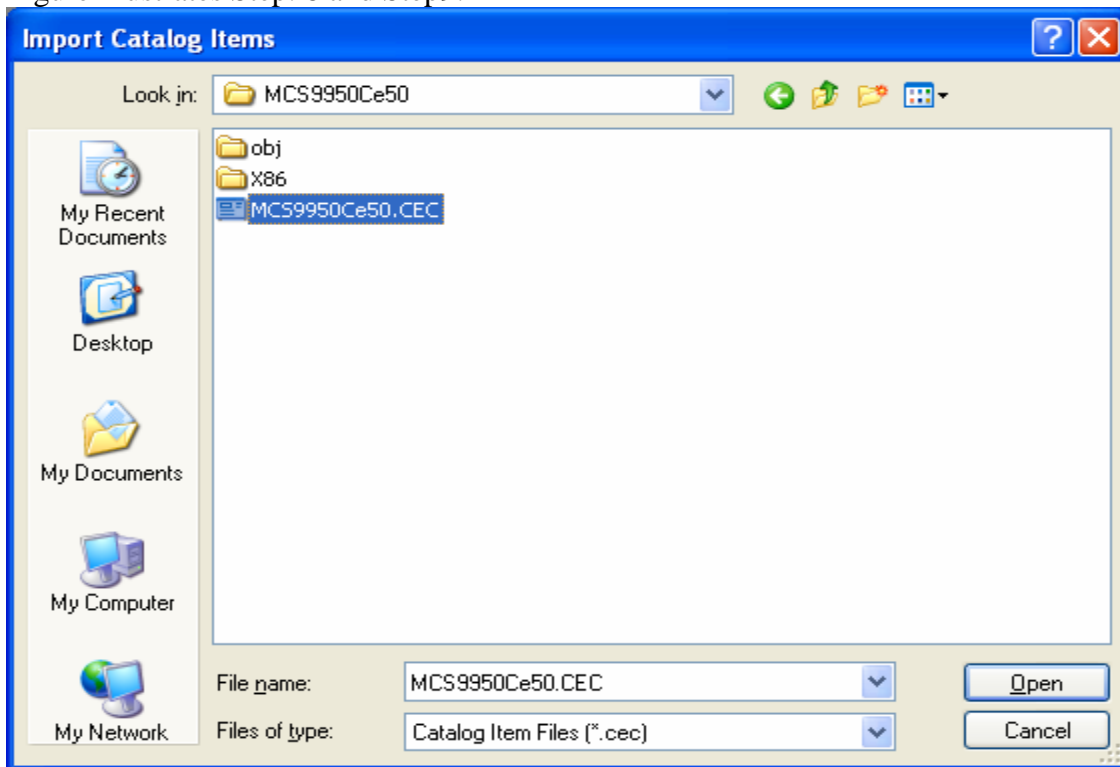 Import Catalog Items
Look in:
MCS9950Ce50
obj
X86
MCS9950Ce50.CEC
My Recent
Documents
Desktop
My Documents
My Computer
My Network
File name:
MCS9950Ce50.CEC
Open
Files of type:
Catalog Item Files (*.cec)
Cancel